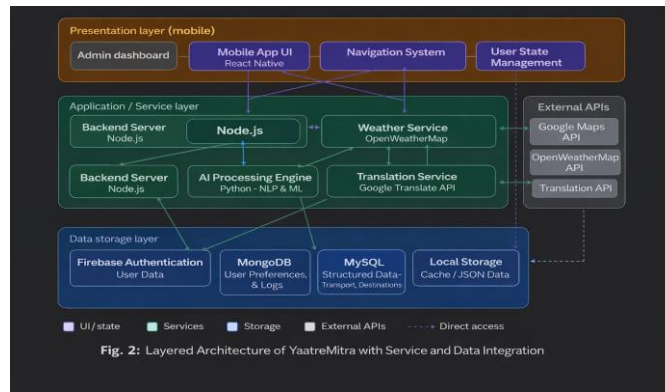 Presentation layer (mobile)
Admin dashboard
Mobile App UI
React Native
Navigation System
User State
Management
Application / Service layer
Backend Server
Node.js
Node.js
Weather Service
OpenWeatherMap
Backend Server
Node.js
AI Processing Engine
Python - NLP & ML
Translation Service
Google Translate API
External APIs
Google Maps
API
OpenWeatherMap
API
Translation API
Data storage layer
Firebase Authentication
User Data
MongoDB
User Preferences,
& Logs
MySQL
Structured Data-
Transport, Destinations
Local Storage
Cache / JSON Data
UI/state
Services
Storage
External APIs
Direct access
Fig. 2: Layered Architecture of YaatreMitra with Service and Data Integration